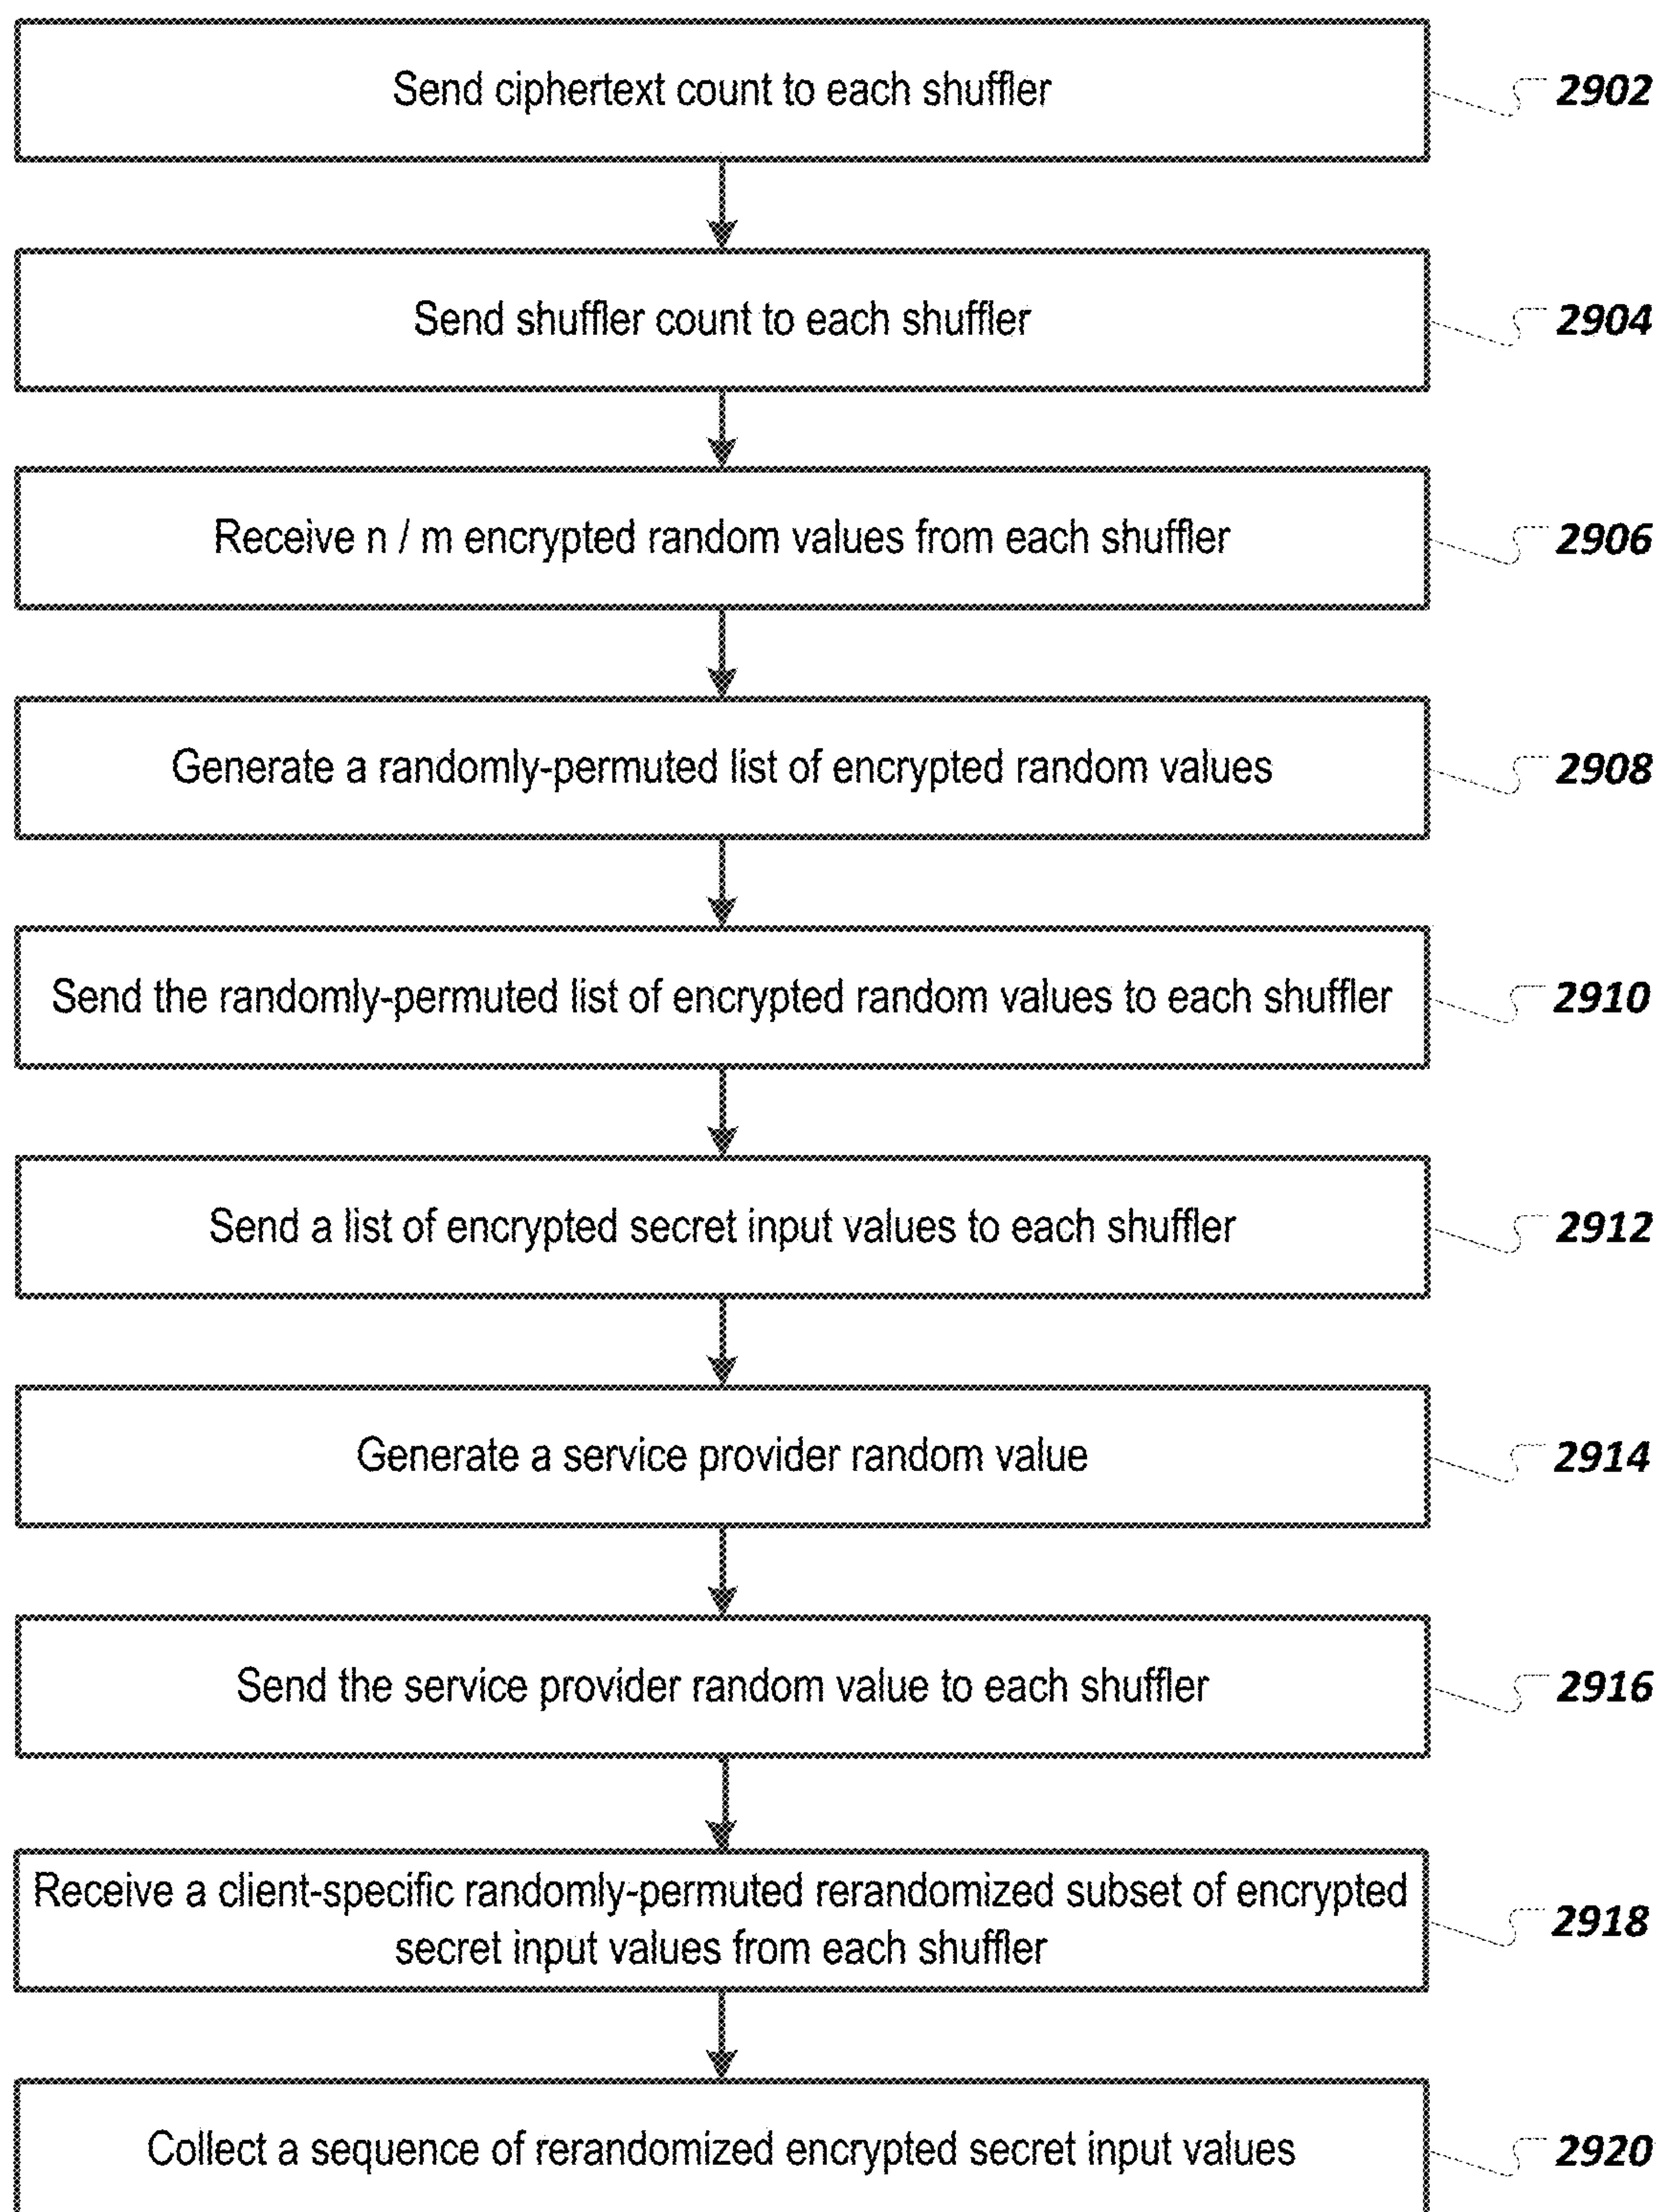 Send ciphertext count to each shuffler
2902
Send shuffler count to each shuffler
2904
Receive n / m encrypted random values from each shuffler
2906
Generate a randomly-permuted list of encrypted random values
2908
Send the randomly-permuted list of encrypted random values to each shuffler
2910
Send a list of encrypted secret input values to each shuffler
2912
Generate a service provider random value
2914
Send the service provider random value to each shuffler
2916
Receive a client-specific randomly-permuted rerandomized subset of encrypted
secret input values from each shuffler
2918
Collect a sequence of rerandomized encrypted secret input values
2920